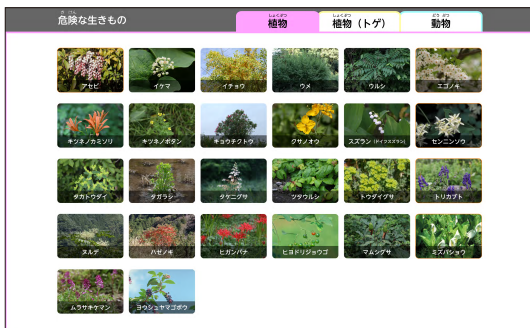 危険な生きもの
植物
植物（トゲ）
動物
アセビ
イケマ
イチョウ
ウメ
ウルシ
エゴノキ
キツネノカミソリ
キツネノボタン
キョウチクトウ
クサノオウ
スズラン（ドイツスズラン）
センニンソウ
タカトウダイ
タガラシ
タケニグサ
ツタウルシ
トウダイグサ
トリカブト
ヌルデ
ハゼノキ
ヒガンバナ
ヒヨドリジョウゴ
マムシグサ
ミズバショウ
ムラサキケマン
ヨウシュヤマゴボウ